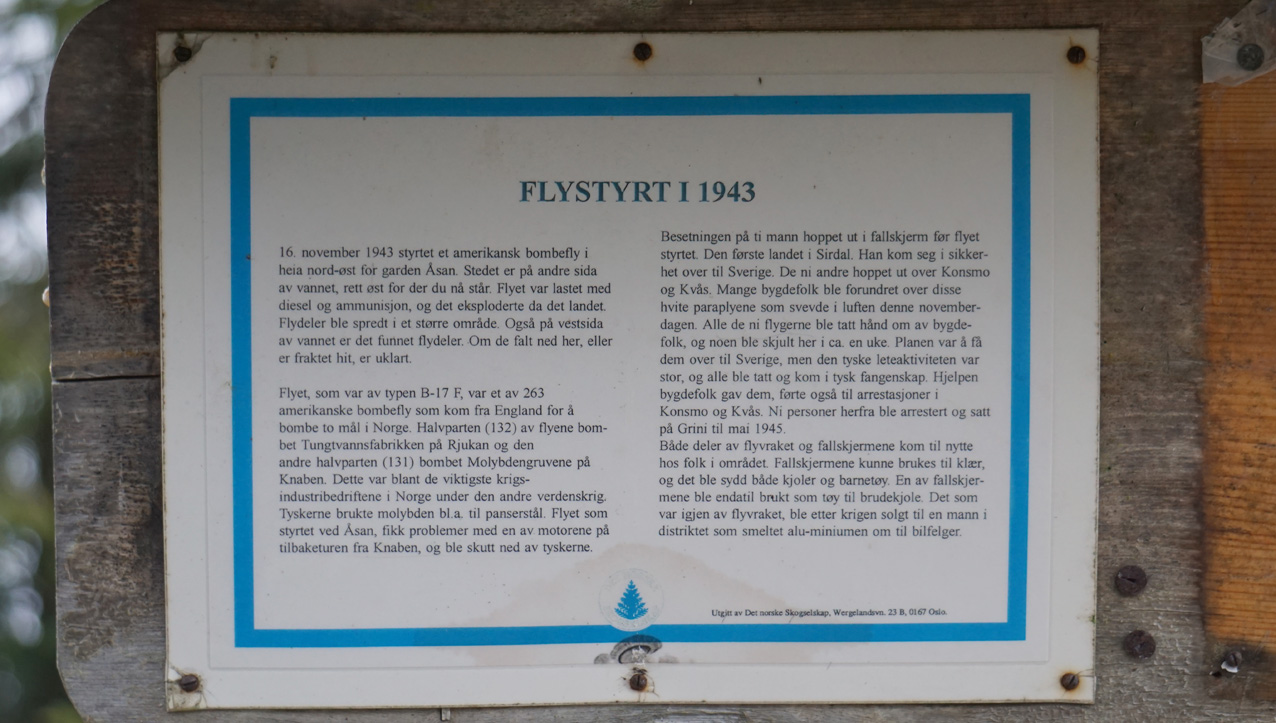 FLYSTYRT I 1943
16. november 1943 styrtet et amerikansk bombefly i
heia nord-øst for garden Åsan. Stedet er på andre sida
av vannet, rett øst for der du nå står. Flyet var lastet med
diesel og ammunisjon, og det eksploderte da det landet.
Flydeler ble spredt i et større område. Også på vestsida
av vannet er det funnet flydeler. Om de falt ned her, eller
er fraktet hit, er uklart.
Flyet, som var av typen B-17 F, var et av 263
amerikanske bombefly som kom fra England for å
bombe to mål i Norge. Halvparten (132) av flyene bom-
bet Tungtvannsfabrikken på Rjukan og den
andre halvparten (131) bombet Molybdengruvene på
Knaben. Dette var blant de viktigste krigs-
industribedriftene i Norge under den andre verdenskrig.
Tyskerne brukte molybden bl.a. til panserstål. Flyet som
styrtet ved Åsan, fikk problemer med en av motorene på
tilbaketuren fra Knaben, og ble skutt ned av tyskerne.
Besetningen på ti mann hoppet ut i fallskjerm før flyet
styrtet. Den første landet i Sirdal. Han kom seg i sikker-
het over til Sverige. De ni andre hoppet ut over Konsmo
og Kvås. Mange bygdefolk ble forundret over disse
hvite paraplyene som svevde i luften denne november-
dagen. Alle de ni flygerne ble tatt hånd om av bygde-
folk, og noen ble skjult her i ca. en uke. Planen var å få
dem over til Sverige, men den tyske leteaktiviteten var
stor, og alle ble tatt og kom i tysk fangenskap. Hjelpen
bygdefolk gav dem, førte også til arrestasjoner i
Konsmo og Kvås. Ni personer herfra ble arrestert og satt
på Grini til mai 1945.
Både deler av flyvraket og fallskjermene kom til nytte
hos folk i området. Fallskjermene kunne brukes til klær,
og det ble sydd både kjoler og barnetøy. En av fallskjer-
mene ble endatil brukt som tøy til brudekjole. Det som
var igjen av flyvraket, ble etter krigen solgt til en mann i
distriktet som smeltet alu-miniumen om til bilfelger.
Utgitt av Det norske Skogselskap, Wergelandsvn. 23 B, 0167 Oslo.